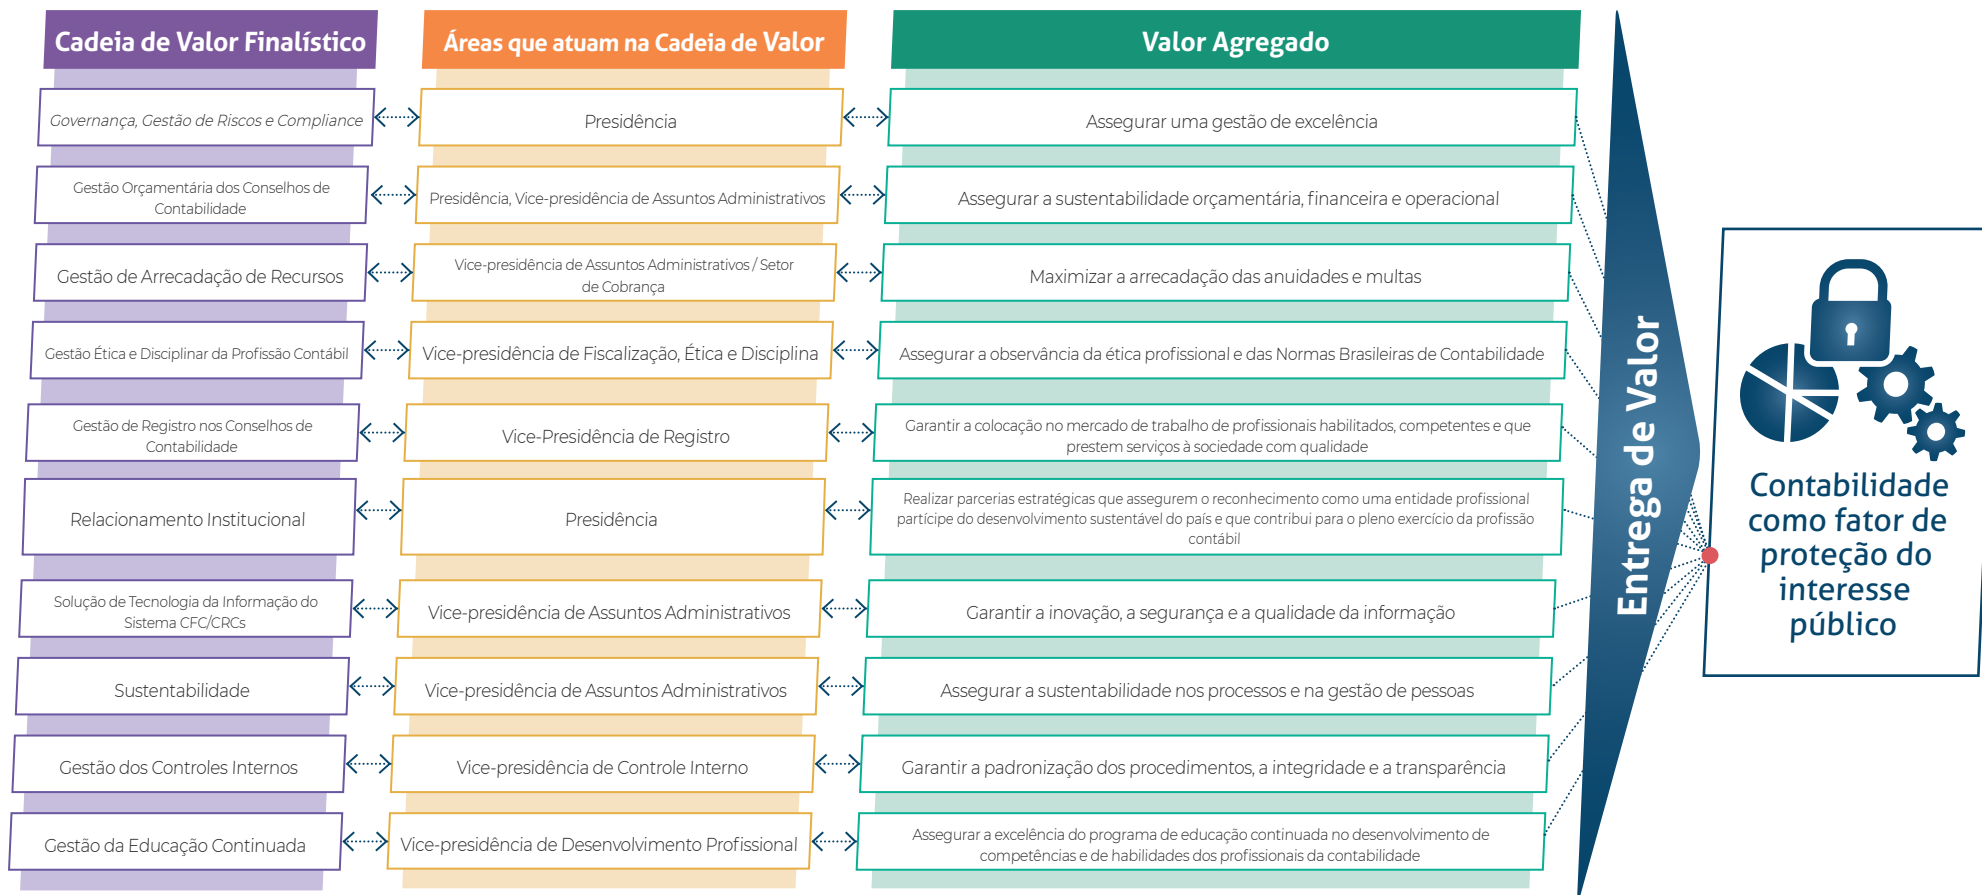 Cadeia de Valor Finalístico
Áreas que atuam na Cadeia de Valor
Valor Agregado
Governança, Gestão de Riscos e Compliance
Presidência
Assegurar uma gestão de excelência
Gestão Orçamentária dos Conselhos de
Contabilidade
Presidência, Vice-presidência de Assuntos Administrativos
Assegurar a sustentabilidade orçamentária, financeira e operacional
Gestão de Arrecadação de Recursos
Vice-presidência de Assuntos Administrativos / Setor
de Cobrança
Maximizar a arrecadação das anuidades e multas
Gestão Ética e Disciplinar da Profissão Contábil
Vice-presidência de Fiscalização, Ética e Disciplina
Assegurar a observância da ética profissional e das Normas Brasileiras de Contabilidade
Gestão de Registro nos Conselhos de
Contabilidade
Vice-Presidência de Registro
Garantir a colocação no mercado de trabalho de profissionais habilitados, competentes e que
prestem serviços à sociedade com qualidade
Relacionamento Institucional
Presidência
Realizar parcerias estratégicas que assegurem o reconhecimento como uma entidade profissional
partícipe do desenvolvimento sustentável do país e que contribui para o pleno exercício da profissão
contábil
Solução de Tecnologia da Informação do
Sistema CFC/CRCs
Vice-presidência de Assuntos Administrativos
Garantir a inovação, a segurança e a qualidade da informação
Sustentabilidade
Vice-presidência de Assuntos Administrativos
Assegurar a sustentabilidade nos processos e na gestão de pessoas
Gestão dos Controles Internos
Vice-presidência de Controle Interno
Garantir a padronização dos procedimentos, a integridade e a transparência
Gestão da Educação Continuada
Vice-presidência de Desenvolvimento Profissional
Assegurar a excelência do programa de educação continuada no desenvolvimento de
competências e de habilidades dos profissionais da contabilidade
Entrega de Valor
Contabilidade
como fator de
proteção do
interesse
público